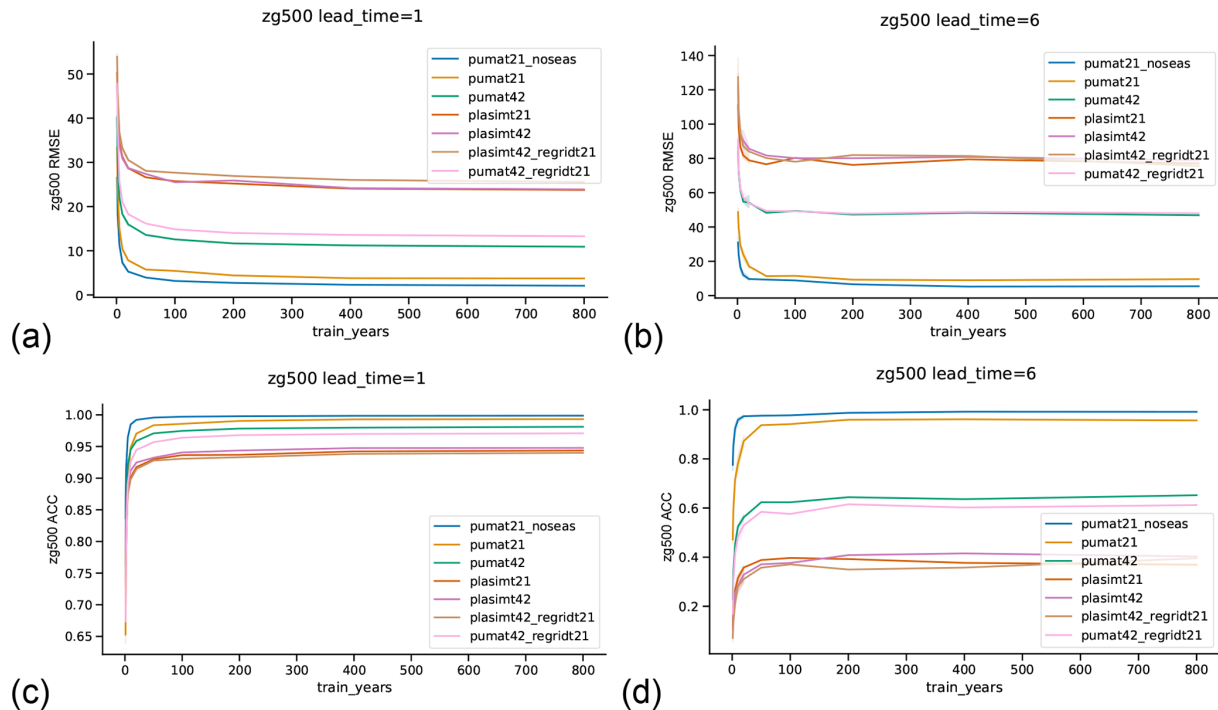 zg500 lead_time=1
zg500 RMSE
50
40
30
20
10
0
0 100 200 300 400 500 600 700 800
train_years
pumat21_noseas
pumat21
pumat42
plasimt21
plasimt42
plasimt42_regridt21
pumat42_regridt21
(a)
zg500 lead_time=6
zg500 RMSE
140
120
100
80
60
40
20
0
0 100 200 300 400 500 600 700 800
train_years
pumat21_noseas
pumat21
pumat42
plasimt21
plasimt42
plasimt42_regridt21
pumat42_regridt21
(b)
zg500 lead_time=1
zg500 ACC
1.00
0.95
0.90
0.85
0.80
0.75
0.70
0.65
0 100 200 300 400 500 600 700 800
train_years
pumat21_noseas
pumat21
pumat42
plasimt21
plasimt42
plasimt42_regridt21
pumat42_regridt21
(c)
zg500 lead_time=6
zg500 ACC
1.0
0.8
0.6
0.4
0.2
0 100 200 300 400 500 600 700 800
train_years
pumat21_noseas
pumat21
pumat42
plasimt21
plasimt42
plasimt42_regridt21
pumat42_regridt21
(d)